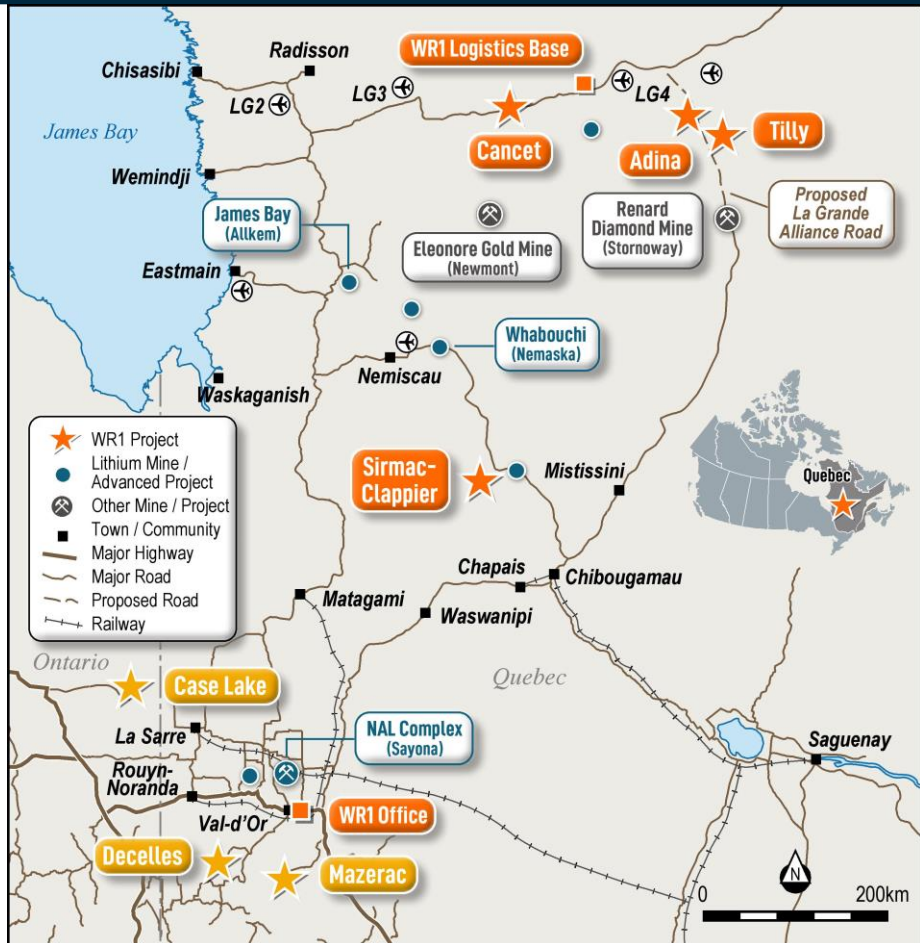 Radisson
WR1 Logistics Base
Chisasibi
LG2
LG3
LG4
James Bay
Cancet
Adina
Tilly
Wemindji
James Bay
(Allkem)
Eleonore Gold Mine
(Newmont)
Renard
Diamond Mine
(Stornoway)
Proposed
La Grande
Alliance Road
Eastmain
Whabouchi
(Nemaska)
Nemiscau
Waskaganish
WR1 Project
Lithium Mine /
Advanced Project
Other Mine / Project
Town / Community
Major Highway
Major Road
Proposed Road
Railway
Sirmac-
Clappier
Mistissini
Quebec
Chapais
Chibougamau
Matagami
Waswanipi
Ontario
Quebec
Case Lake
La Sarre
NAL Complex
(Sayona)
Saguenay
Rouyn-
Noranda
Val-d'Or
WR1 Office
Decelles
Mazerac
N
0
200km